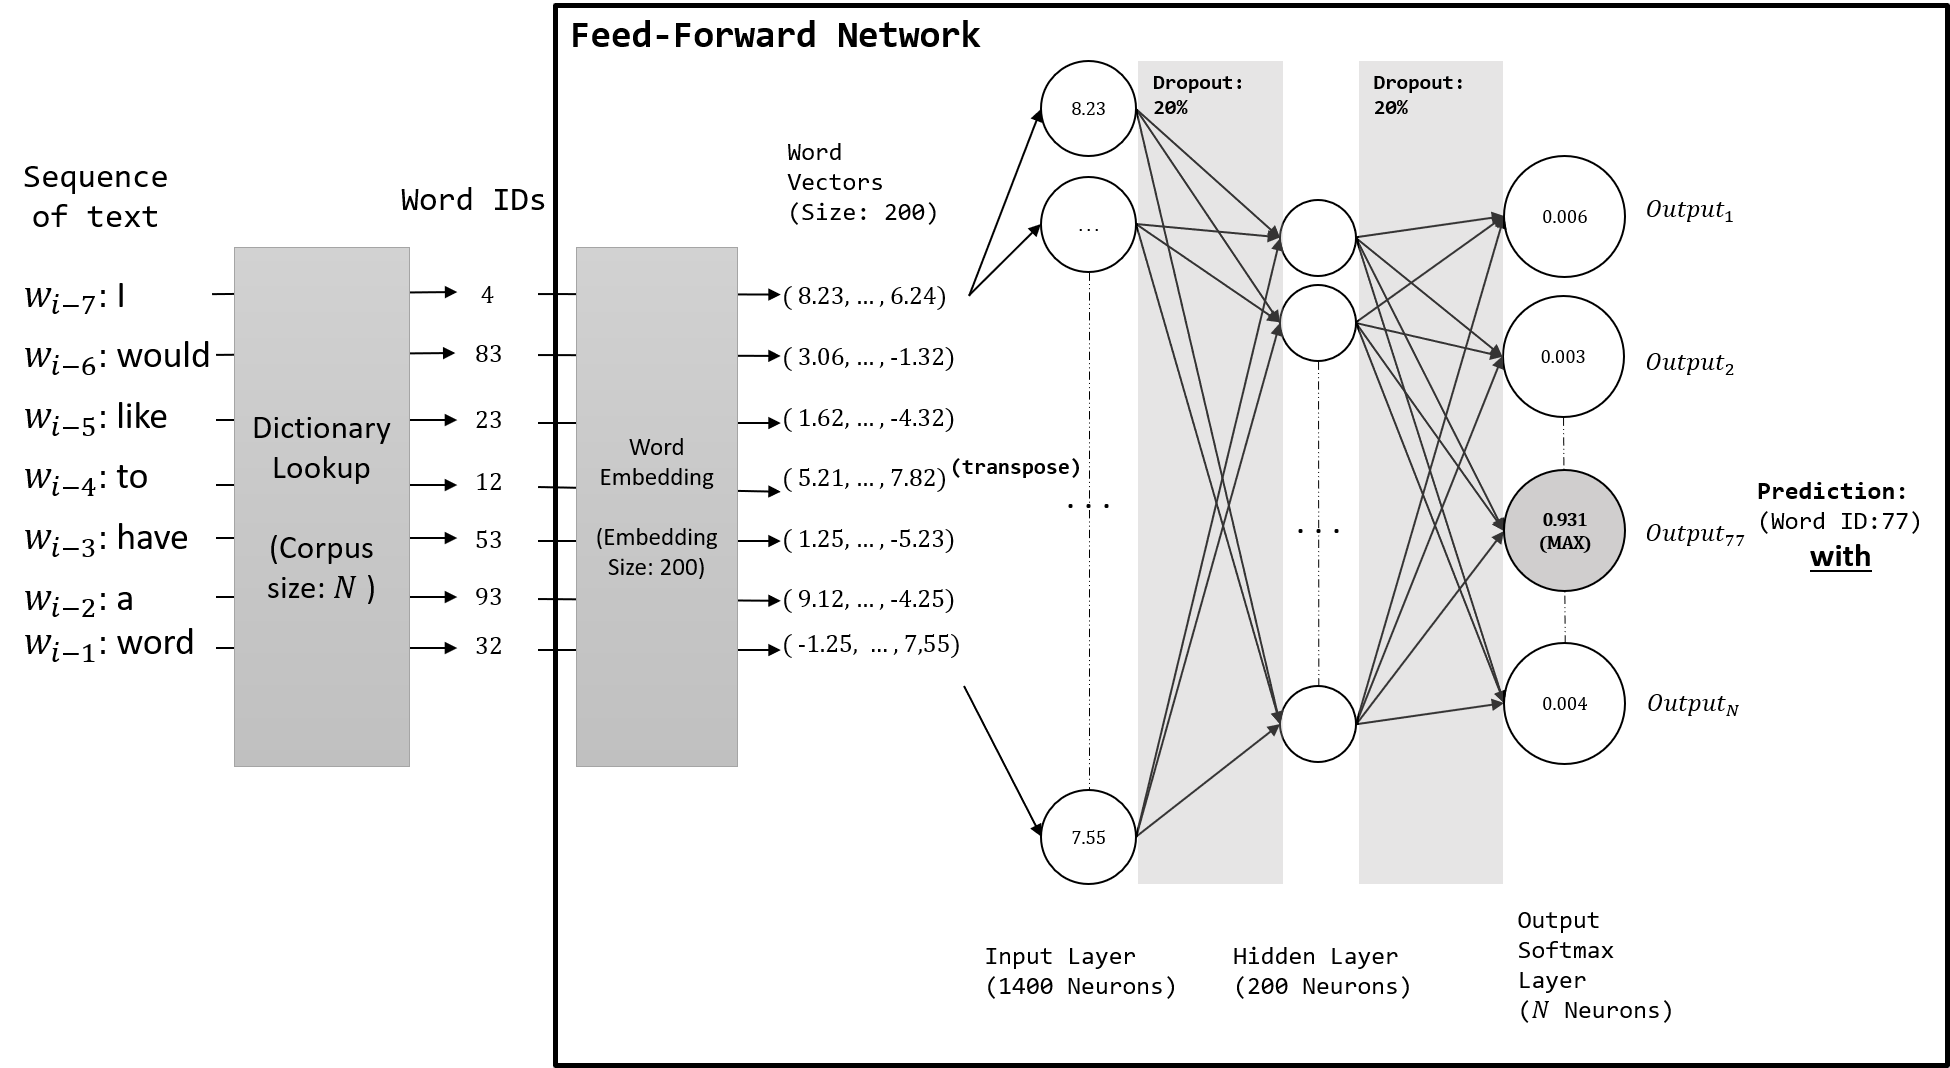 Feed-Forward Network
Sequence
of text
w_{i-7}: I
w_{i-6}: would
w_{i-5}: like
w_{i-4}: to
w_{i-3}: have
w_{i-2}: a
w_{i-1}: word
Dictionary
Lookup
(Corpus
size: N )
Word IDs
4
83
23
12
53
93
32
Word
Embedding
(Embedding
Size: 200)
Word
Vectors
(Size: 200)
( 8.23, ... , 6.24)
( 3.06, ... , -1.32)
( 1.62, ... , -4.32)
( 5.21, ... , 7.82)
( 1.25, ... , -5.23)
( 9.12, ... , -4.25)
( -1.25, ... , 7,55)
(transpose)
8.23
...
...
7.55
Input Layer
(1400 Neurons)
Dropout:
20%
...
Hidden Layer
(200 Neurons)
Dropout:
20%
0.006
0.003
0.931
(MAX)
0.004
Output
Softmax
Layer
(N Neurons)
Output_1
Output_2
Output_77
Output_N
Prediction:
(Word ID:77)
with